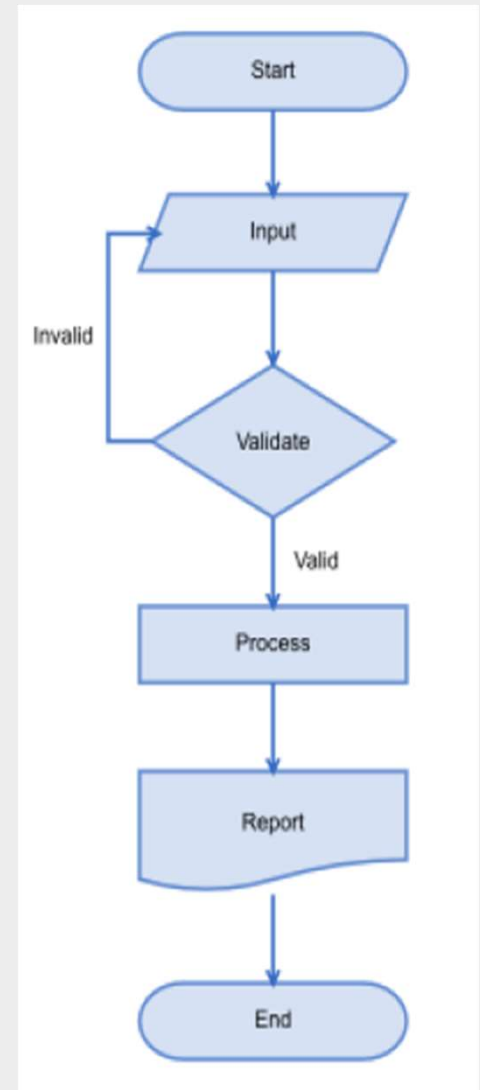 Start
Input
Invalid
Validate
Valid
Process
Report
End